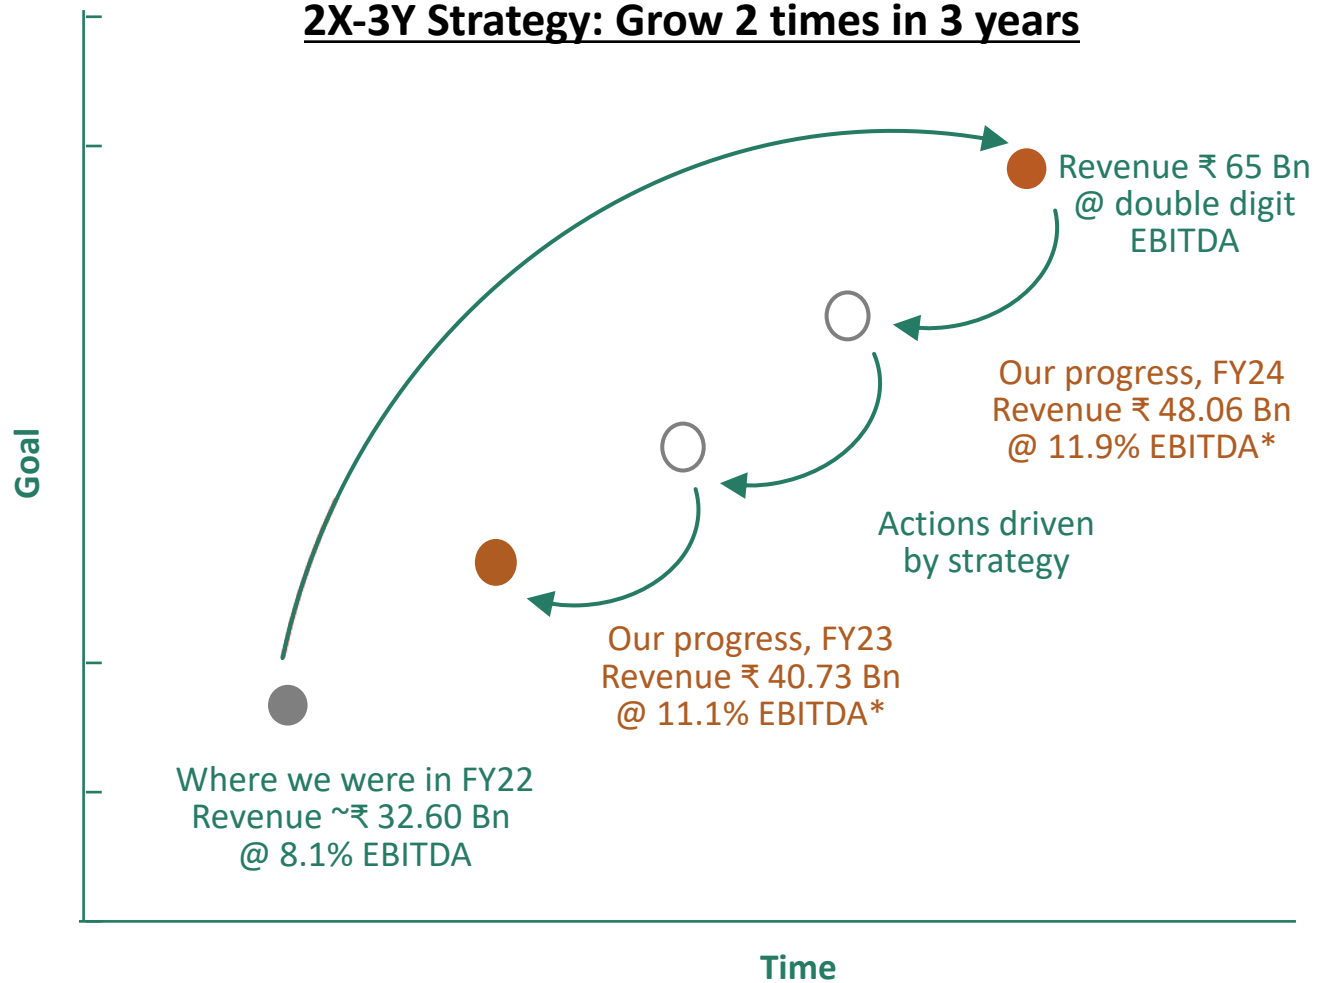 2X-3Y Strategy: Grow 2 times in 3 years
Revenue ₹ 65 Bn
@ double digit
EBITDA
Our progress, FY24
Revenue ₹ 48.06 Bn
@ 11.9% EBITDA*
Goal
Actions driven
by strategy
Our progress, FY23
Revenue ₹ 40.73 Bn
@ 11.1% EBITDA*
Where we were in FY22
Revenue ~₹ 32.60 Bn
@ 8.1% EBITDA
Time